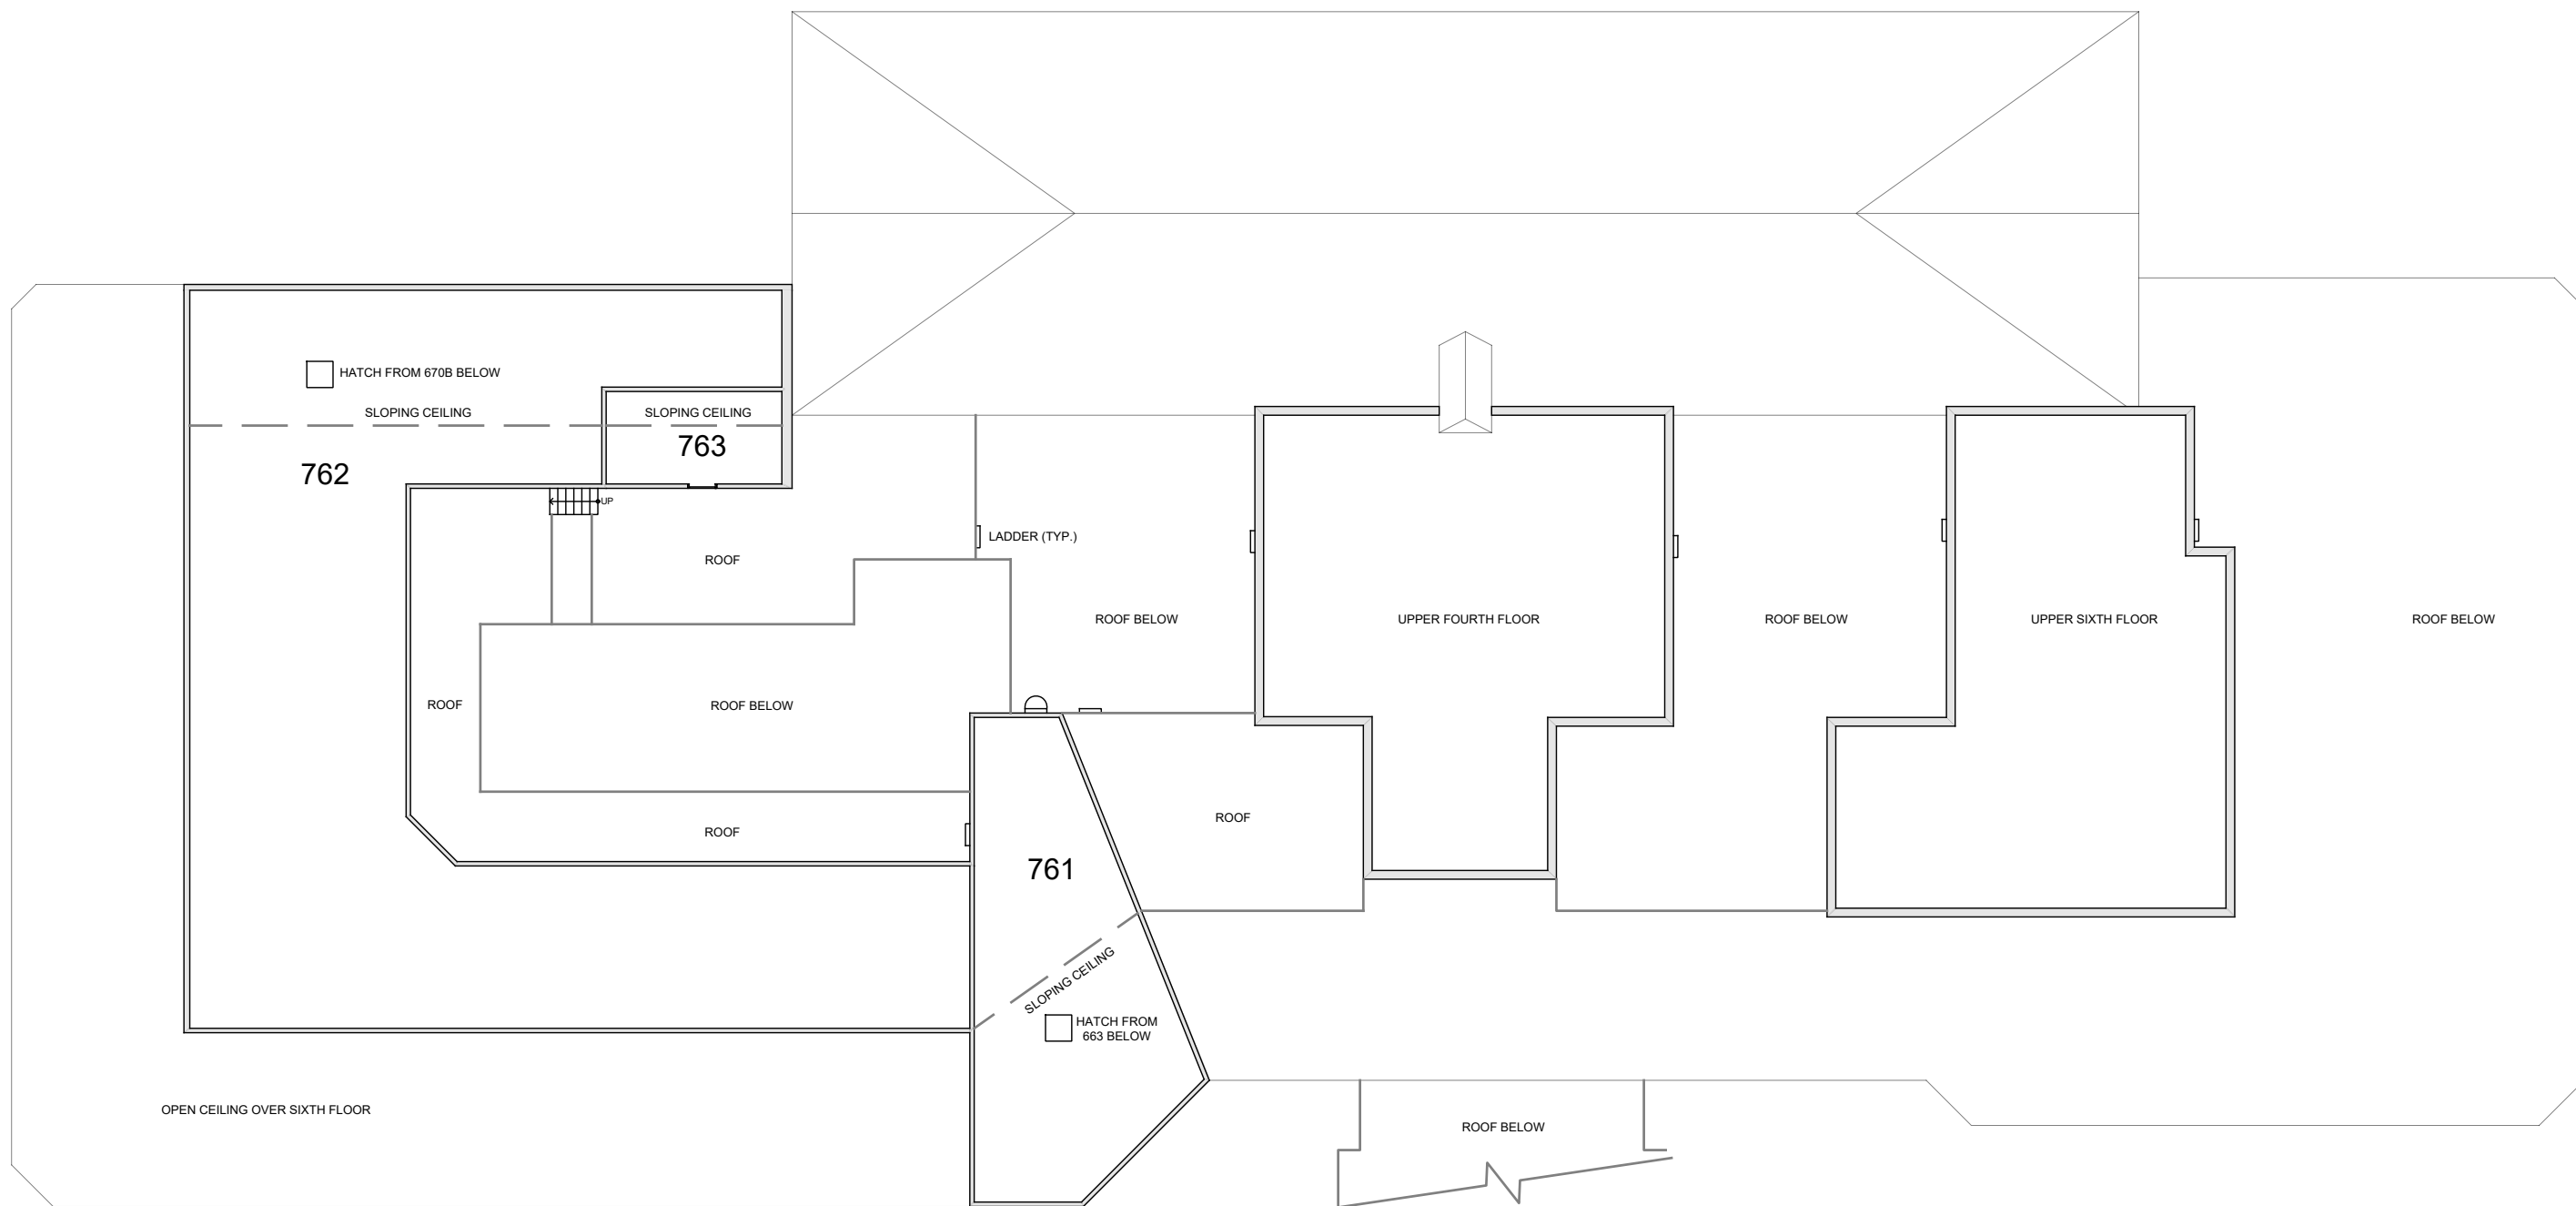 HATCH FROM 670B BELOW
SLOPING CEILING
SLOPING CEILING
763
762
UP
LADDER (TYP.)
ROOF
ROOF BELOW
UPPER FOURTH FLOOR
ROOF BELOW
UPPER SIXTH FLOOR
ROOF BELOW
ROOF
ROOF BELOW
ROOF
ROOF
761
SLOPING CEILING
HATCH FROM
663 BELOW
OPEN CEILING OVER SIXTH FLOOR
ROOF BELOW